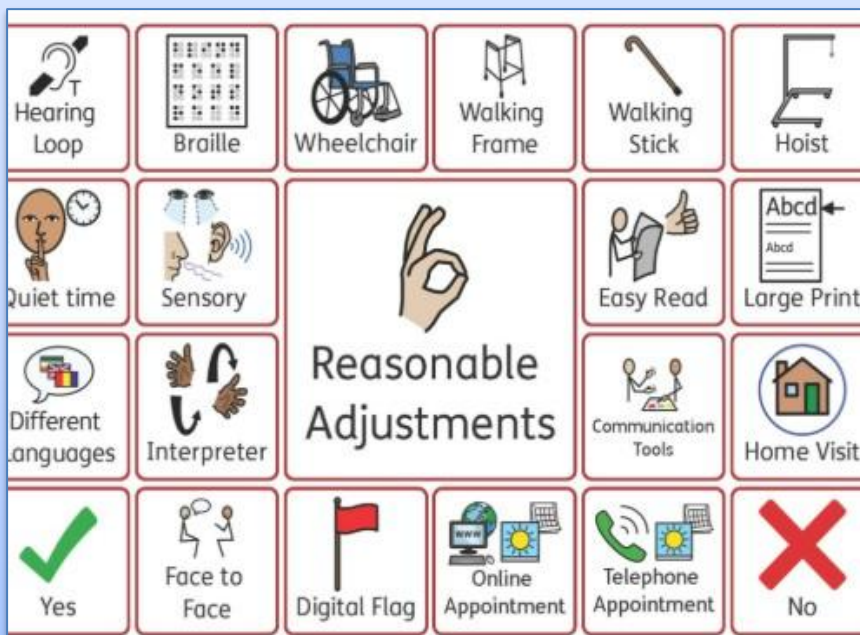 Hearing
Loop
T
Braille
Wheelchair
Walking
Frame
Walking
Stick
Hoist
Quiet time
Sensory
Reasonable
Adjustments
Easy Read
Abcd
Abcd
Large Print
Different
Languages
Interpreter
Communication
Tools
Home Visit
Yes
Face to
Face
Digital Flag
www
Online
Appointment
Telephone
Appointment
No